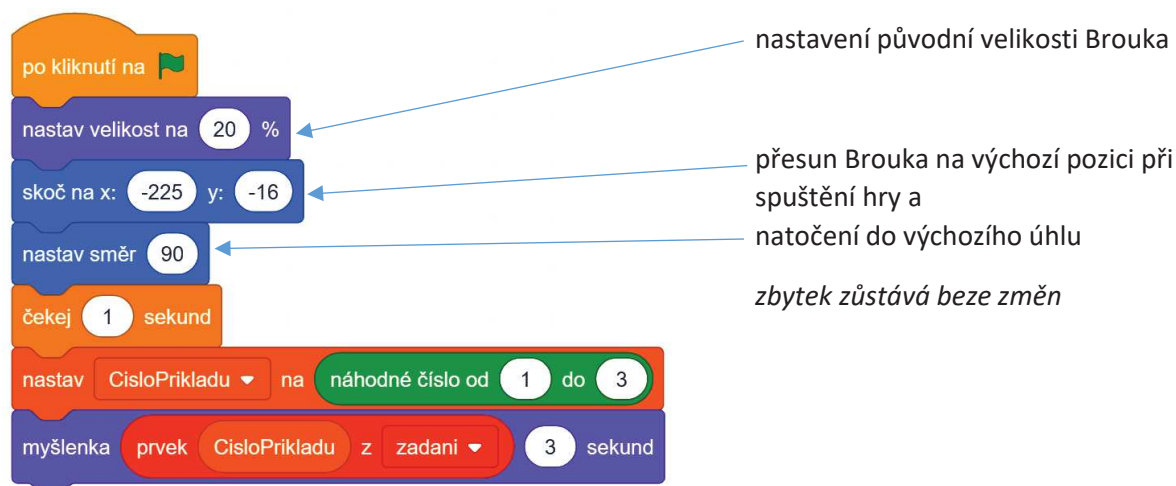 po kliknutí na
nastav velikost na 20 %
skoč na x: -225 y: -16
nastav směr 90
čekej 1 sekund
nastav CisloPrikladu na náhodné číslo od 1 do 3
myšlenka prvek CisloPrikladu z zadani 3 sekund
nastavení původní velikosti Brouka
přesun Brouka na výchozí pozici při
spuštění hry a
natočení do výchozího úhlu
zbytek zůstává beze změn